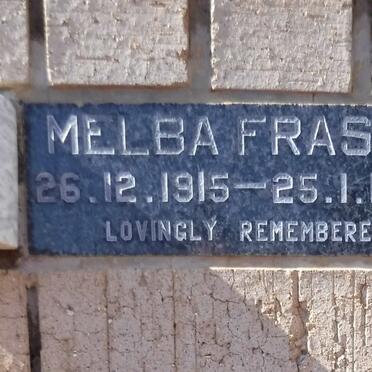 MELBA FRAS
26.12.1915—25.1.
LOVINGLY REMEMBERE